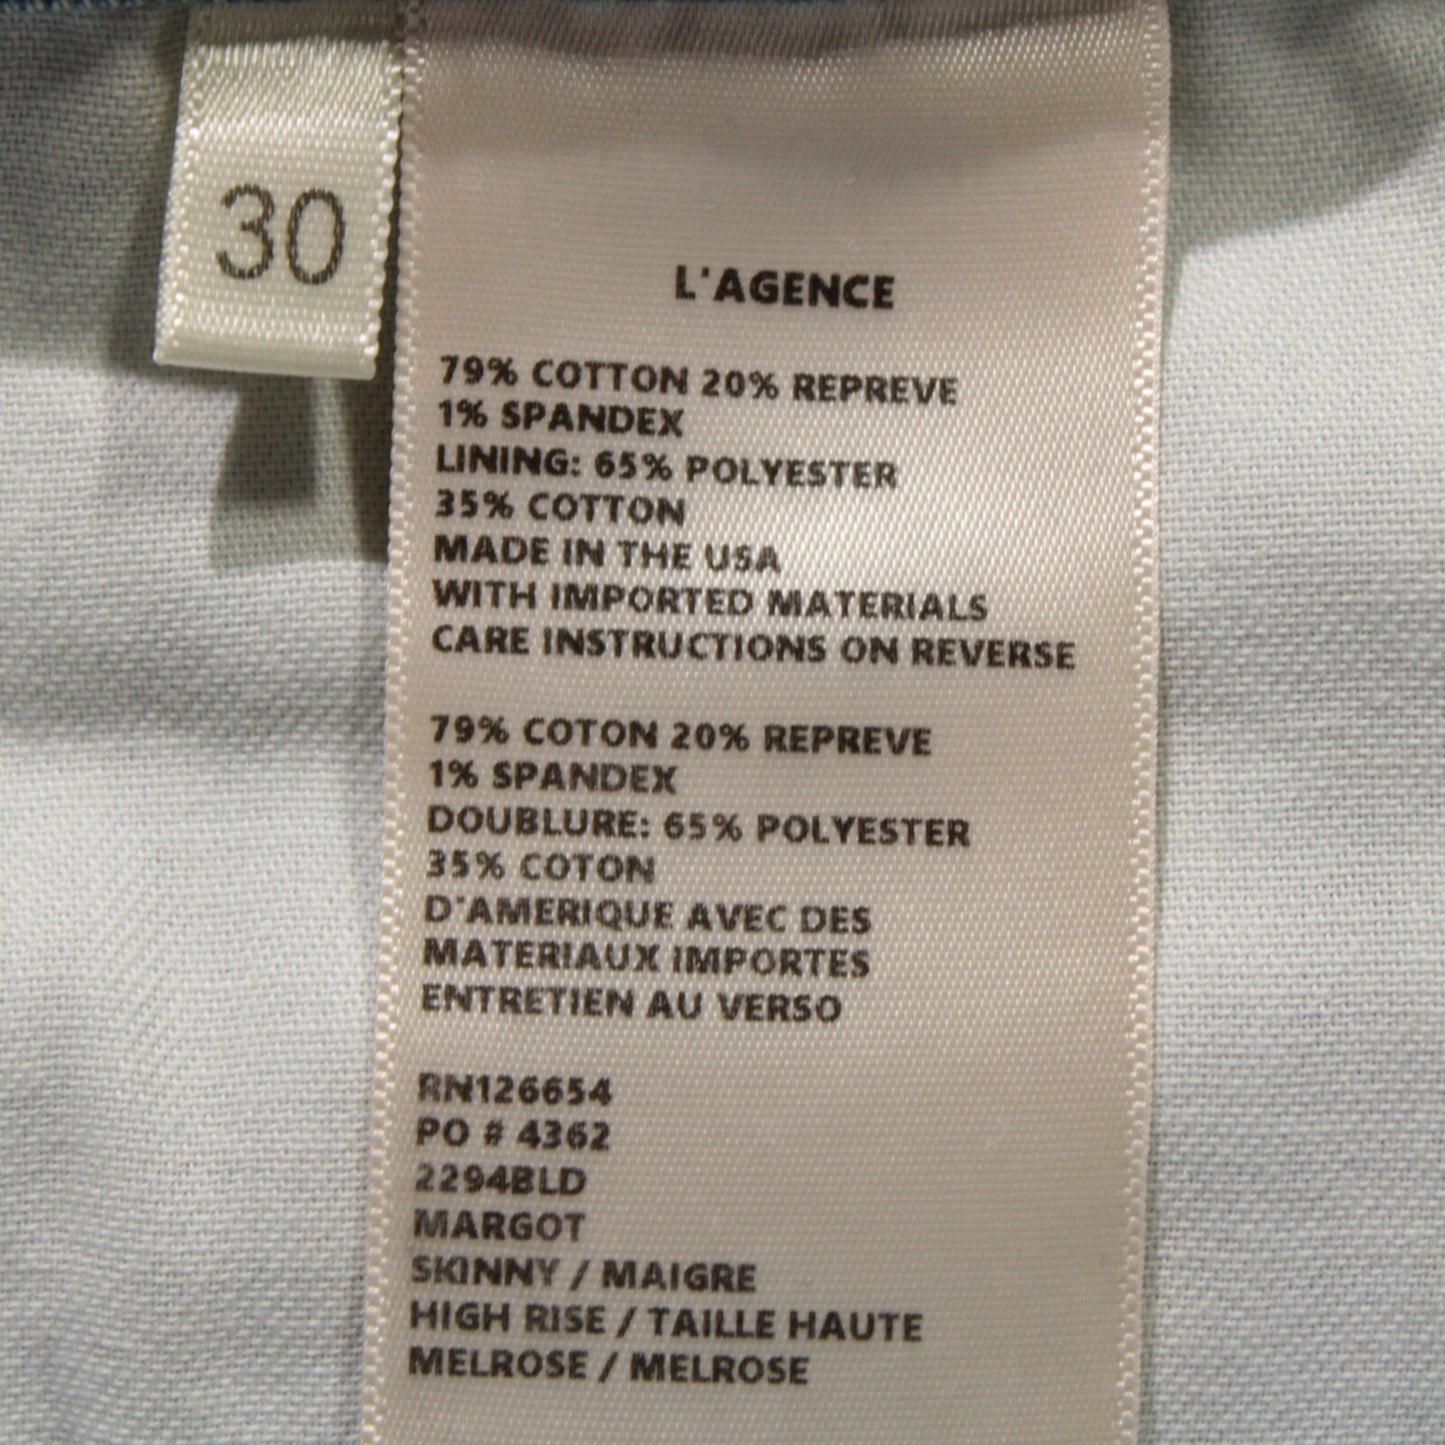 30
L'AGENCE
79% COTTON 20% REPREVE
1% SPANDEX
LINING: 65% POLYESTER
35% COTTON
MADE IN THE USA
WITH IMPORTED MATERIALS
CARE INSTRUCTIONS ON REVERSE
79% COTON 20% REPREVE
1% SPANDEX
DOUBLURE: 65% POLYESTER
35% COTON
D'AMERIQUE AVEC DES
MATERIAUX IMPORTES
ENTRETIEN AU VERSO
RN126654
PO # 4362
2294BLD
MARGOT
SKINNY / MAIGRE
HIGH RISE / TAILLE HAUTE
MELROSE / MELROSE